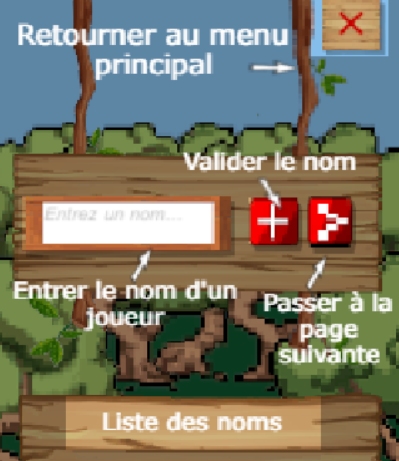 Retourner au menu
principal
Valider le nom
Entrez un nom...
Entrer le nom d'un
joueur
Passer à la
page
suivante
Liste des noms